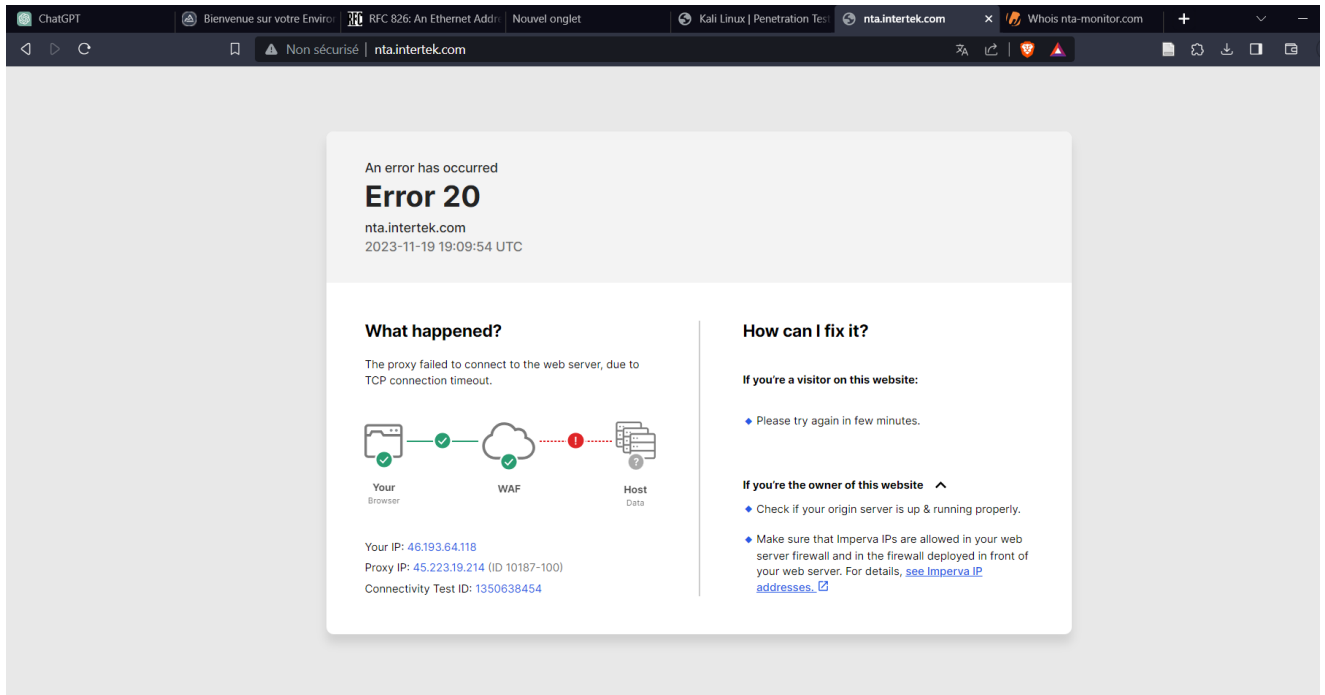 ChatGPT
Bienvenue sur votre Enviro
RFC 826: An Ethernet Addr
Nouvel onglet
Kali Linux | Penetration Test
nta.intertek.com
Whois nta-monitor.com
Non sécurisé | nta.intertek.com
An error has occurred
Error 20
nta.intertek.com
2023-11-19 19:09:54 UTC
What happened?
The proxy failed to connect to the web server, due to
TCP connection timeout.
Your
Browser
WAF
Host
Data
Your IP: 46.193.64.118
Proxy IP: 45.223.19.214 (ID 10187-100)
Connectivity Test ID: 1350638454
How can I fix it?
If you're a visitor on this website:
Please try again in few minutes.
If you're the owner of this website
Check if your origin server is up & running properly.
Make sure that Imperva IPs are allowed in your web
server firewall and in the firewall deployed in front of
your web server. For details, see Imperva IP
addresses.